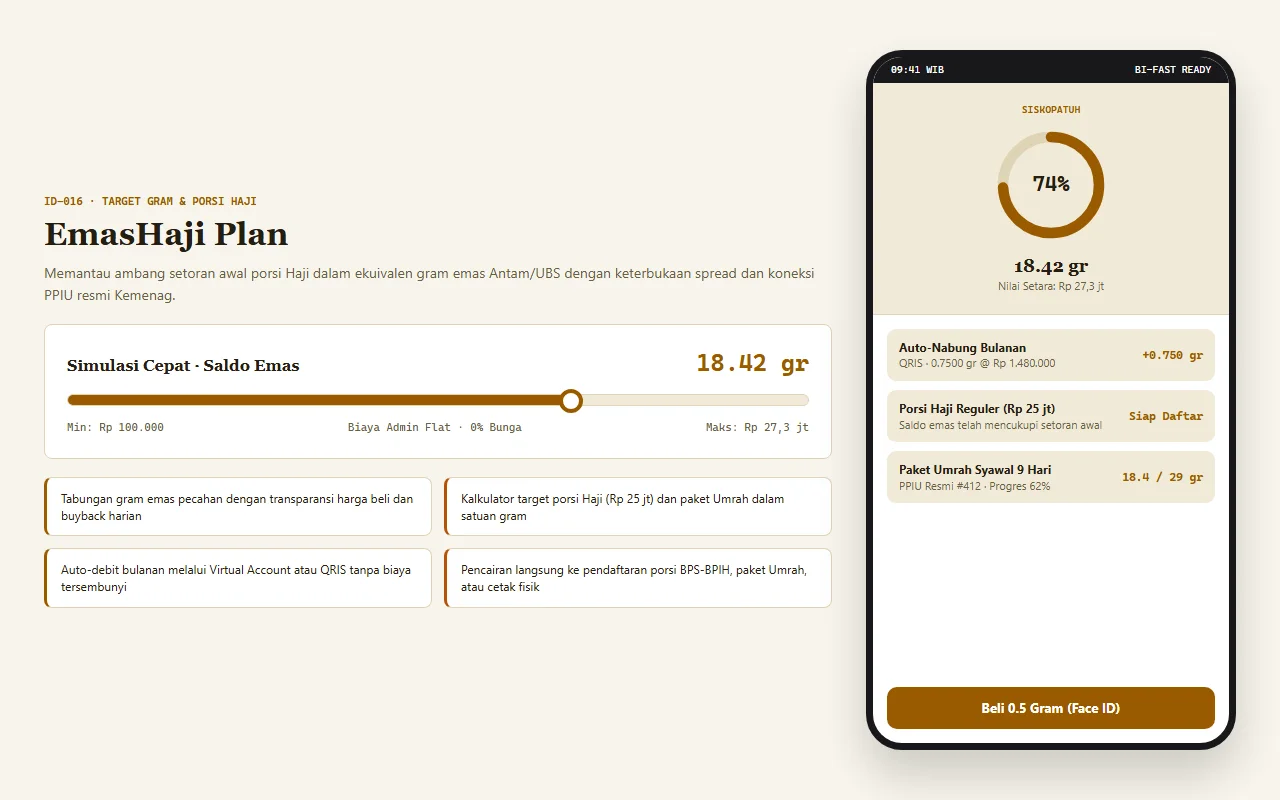 ID-016 · TARGET GRAM & PORSI HAJI
EmasHaji Plan
Memantau ambang setoran awal porsi Haji dalam ekuivalen gram emas Antam/UBS dengan keterbukaan spread dan koneksi
PPIU resmi Kemenag.
Simulasi Cepat · Saldo Emas
18.42 gr
Min: Rp 100.000
Biaya Admin Flat · 0% Bunga
Maks: Rp 27,3 jt
Tabungan gram emas pecahan dengan transparansi harga beli dan
buyback harian
Kalkulator target porsi Haji (Rp 25 jt) dan paket Umrah dalam
satuan gram
Auto-debit bulanan melalui Virtual Account atau QRIS tanpa biaya
tersembunyi
Pencairan langsung ke pendaftaran porsi BPS-BPIH, paket Umrah,
atau cetak fisik
09:41 WIB
BI-FAST READY
SISKOPATUH
74%
18.42 gr
Nilai Setara: Rp 27,3 jt
Auto-Nabung Bulanan
QRIS · 0.7500 gr @ Rp 1.480.000
+0.750 gr
Porsi Haji Reguler (Rp 25 jt)
Saldo emas telah mencukupi setoran awal
Siap Daftar
Paket Umrah Syawal 9 Hari
PPIU Resmi #412 · Progres 62%
18.4 / 29 gr
Beli 0.5 Gram (Face ID)